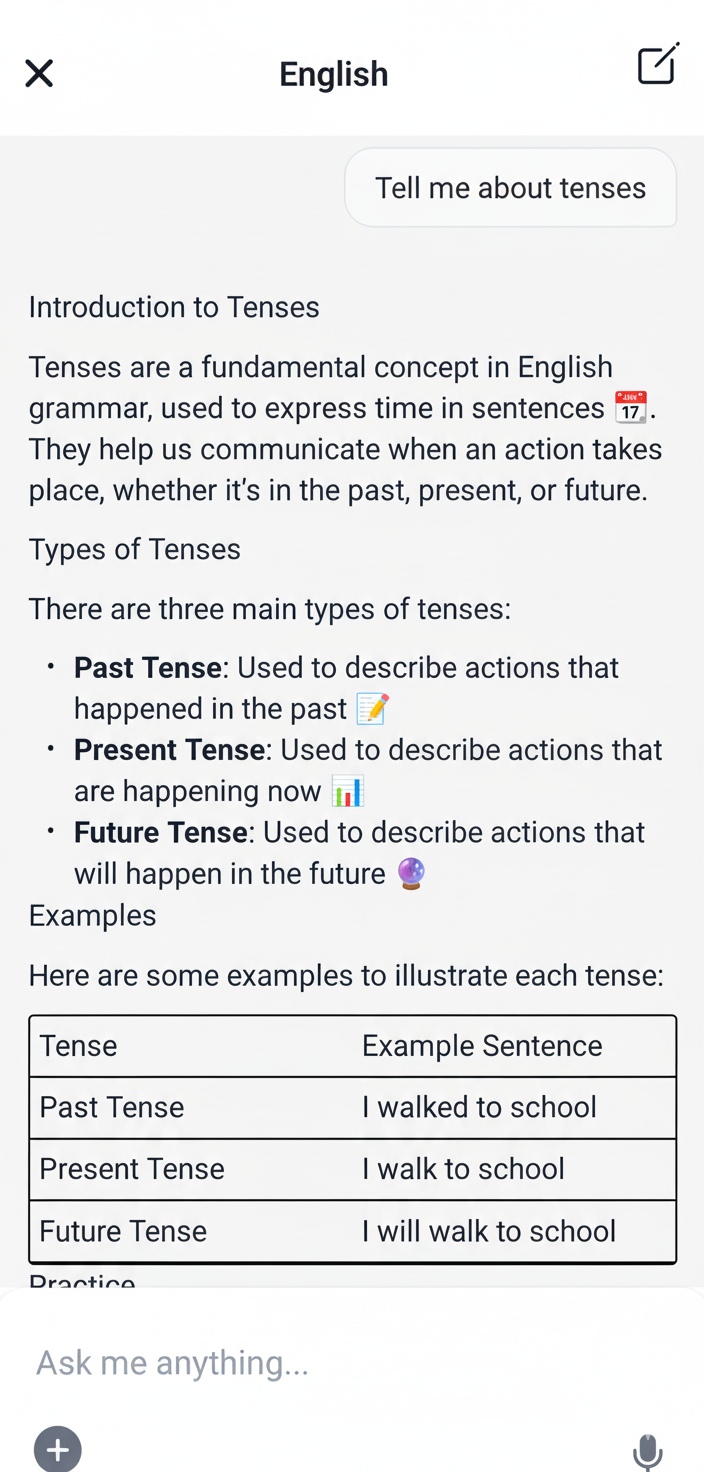 English
Tell me about tenses
Introduction to Tenses
Tenses are a fundamental concept in English
grammar, used to express time in sentences 📅.
They help us communicate when an action takes
place, whether it’s in the past, present, or future.
Types of Tenses
There are three main types of tenses:
• Past Tense: Used to describe actions that
happened in the past 📝
• Present Tense: Used to describe actions that
are happening now 📊
• Future Tense: Used to describe actions that
will happen in the future 🔮
Examples
Here are some examples to illustrate each tense:
Tense Example Sentence
Past Tense I walked to school
Present Tense I walk to school
Future Tense I will walk to school
Practice
Ask me anything...